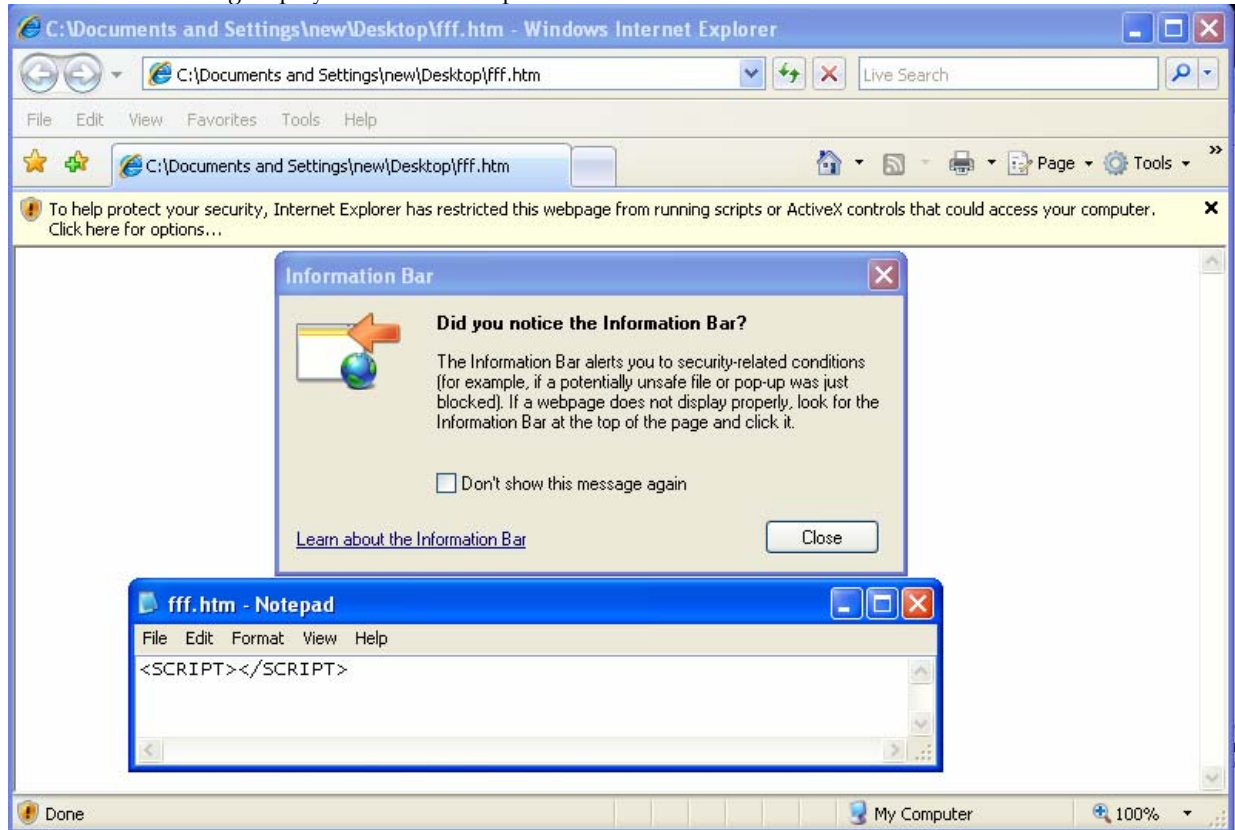 C:\Documents and Settings\new\Desktop\fff.htm - Windows Internet Explorer
C:\Documents and Settings\new\Desktop\fff.htm
Live Search
File Edit View Favorites Tools Help
C:\Documents and Settings\new\Desktop\fff.htm
Page Tools »
To help protect your security, Internet Explorer has restricted this webpage from running scripts or ActiveX controls that could access your computer.
Click here for options...
Information Bar
Did you notice the Information Bar?
The Information Bar alerts you to security-related conditions
(for example, if a potentially unsafe file or pop-up was just
blocked). If a webpage does not display properly, look for the
Information Bar at the top of the page and click it.
Don't show this message again
Learn about the Information Bar
Close
fff.htm - Notepad
File Edit Format View Help
<SCRIPT></SCRIPT>
Done
My Computer
100%